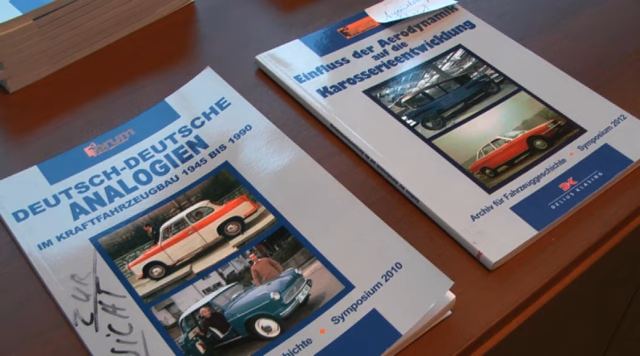 DEUTSCH-DEUTSCHE
ANALOGIEN
IM KRAFTFAHRZEUGBAU 1945 BIS 1990
ZUR
Symposium 2010
Einfluss der Aerodynamik
auf die
Karosserieentwicklung
Archiv für Fahrzeuggeschichte • Symposium 2012
DELIUS KLASING